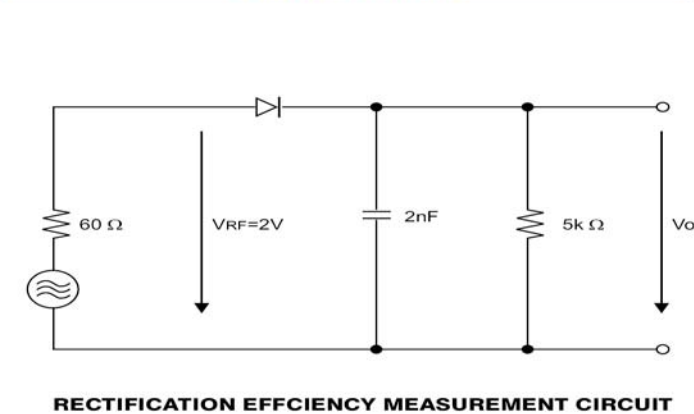 60 Ω
VRF=2V
2nF
5k Ω
Vo
RECTIFICATION EFFCIENCY MEASUREMENT CIRCUIT